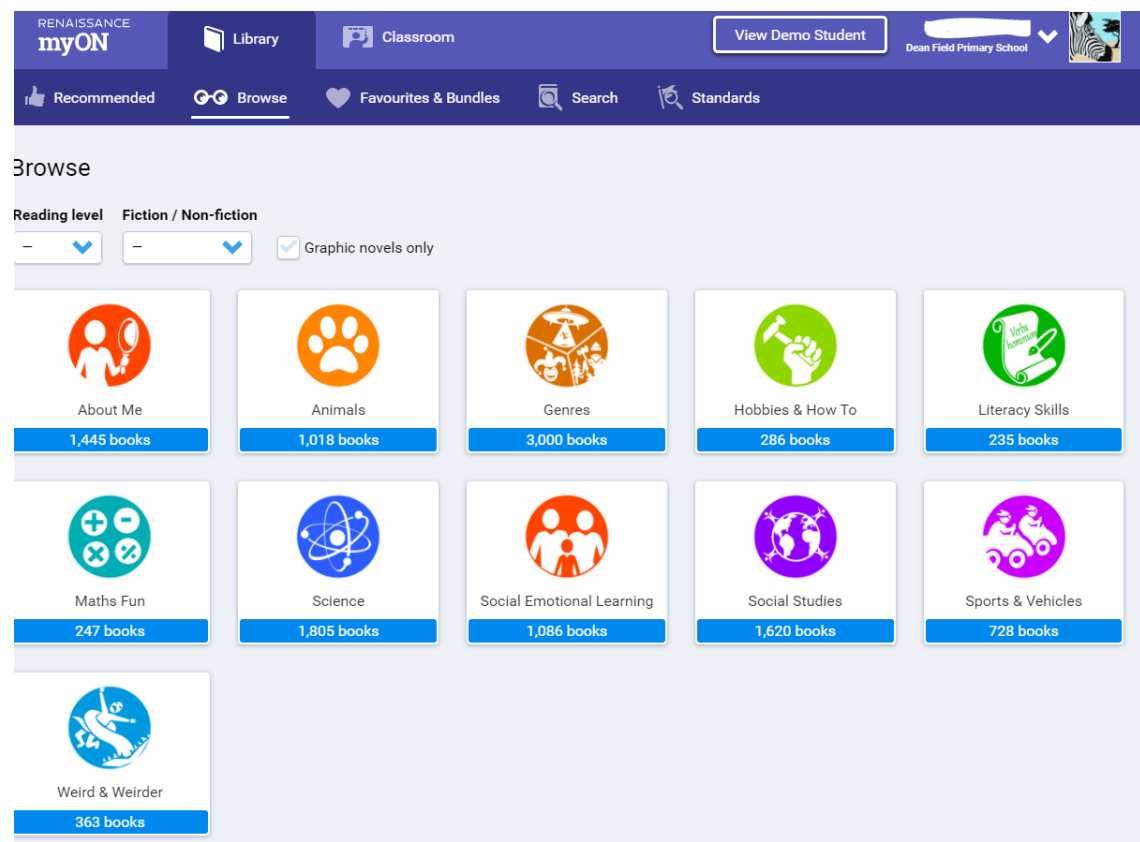 RENAISSANCE
myON
Library
Classroom
View Demo Student
Dean Field Primary School
Recommended
Browse
Favourites & Bundles
Search
Standards
Browse
Reading level
Fiction / Non-fiction
–
–
Graphic novels only
Verba
hominum
About Me
Animals
Genres
Hobbies & How To
Literacy Skills
1,445 books
1,018 books
3,000 books
286 books
235 books
Maths Fun
Science
Social Emotional Learning
Social Studies
Sports & Vehicles
247 books
1,805 books
1,086 books
1,620 books
728 books
Weird & Weirder
363 books